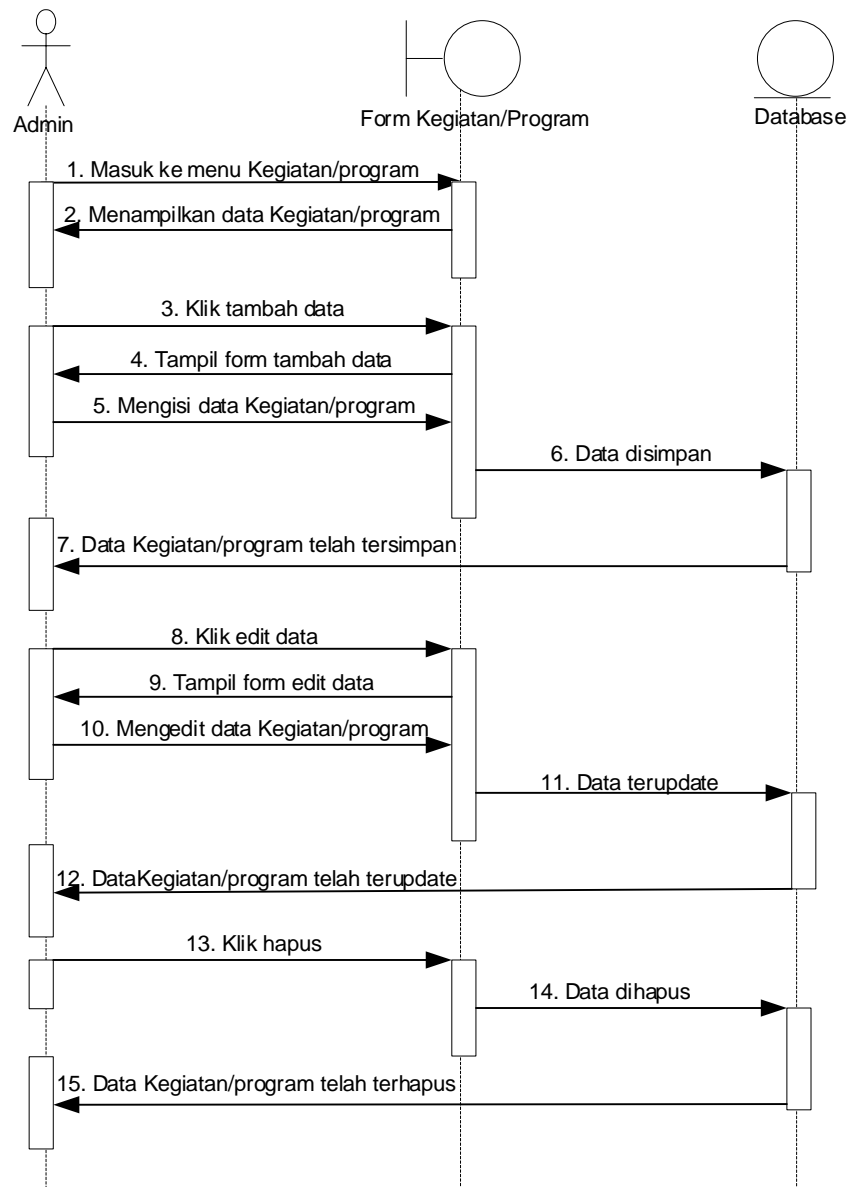 Admin
Form Kegiatan/Program
Database
1. Masuk ke menu Kegiatan/program
2. Menampilkan data Kegiatan/program
3. Klik tambah data
4. Tampil form tambah data
5. Mengisi data Kegiatan/program
6. Data disimpan
7. Data Kegiatan/program telah tersimpan
8. Klik edit data
9. Tampil form edit data
10. Mengedit data Kegiatan/program
11. Data terupdate
12. DataKegiatan/program telah terupdate
13. Klik hapus
14. Data dihapus
15. Data Kegiatan/program telah terhapus